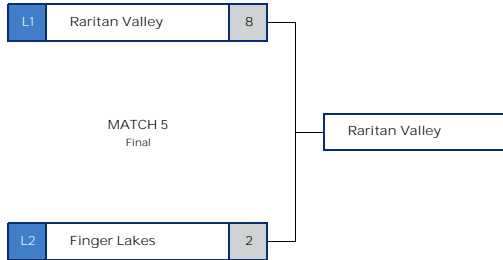 L1 Raritan Valley 8
MATCH 5
Final
Raritan Valley
L2 Finger Lakes 2